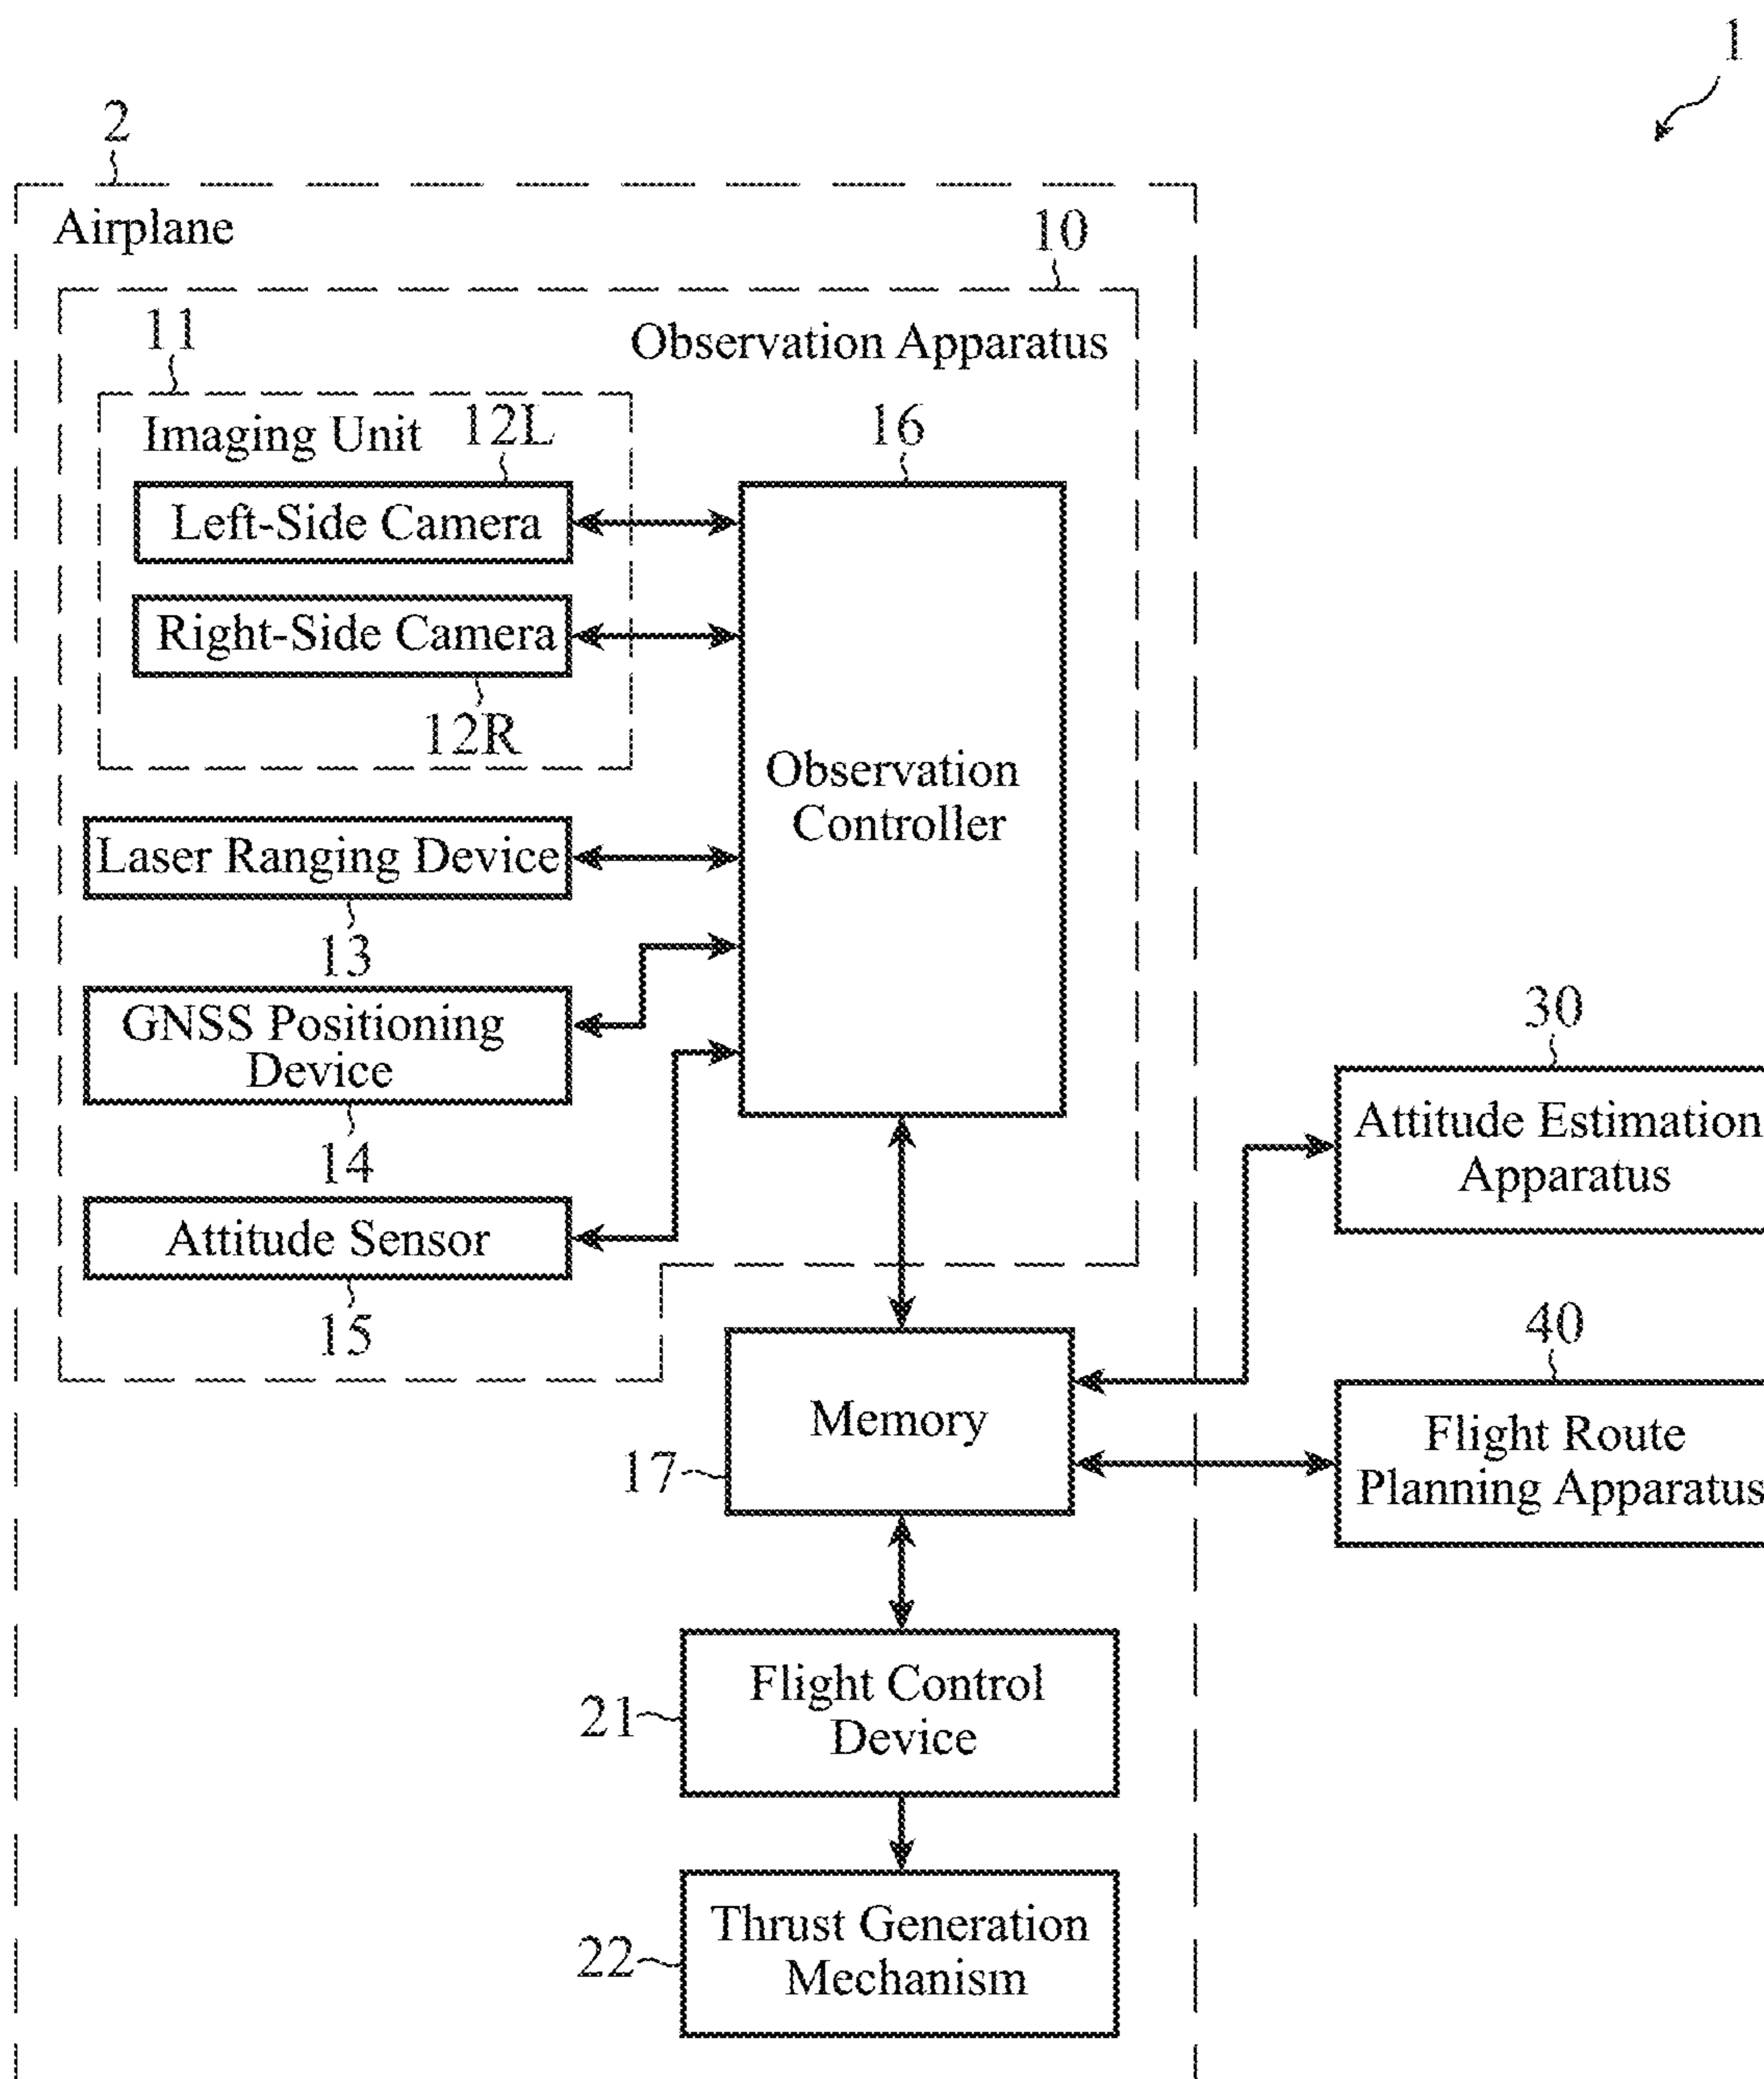 1
2
Airplane
10
11
Observation Apparatus
Imaging Unit
12L
16
Left-Side Camera
Right-Side Camera
12R
Observation
Controller
Laser Ranging Device
13
GNSS Positioning
Device
14
30
Attitude Estimation
Apparatus
Attitude Sensor
15
40
Memory
17
Flight Route
Planning Apparatus
Flight Control
Device
21
Thrust Generation
Mechanism
22